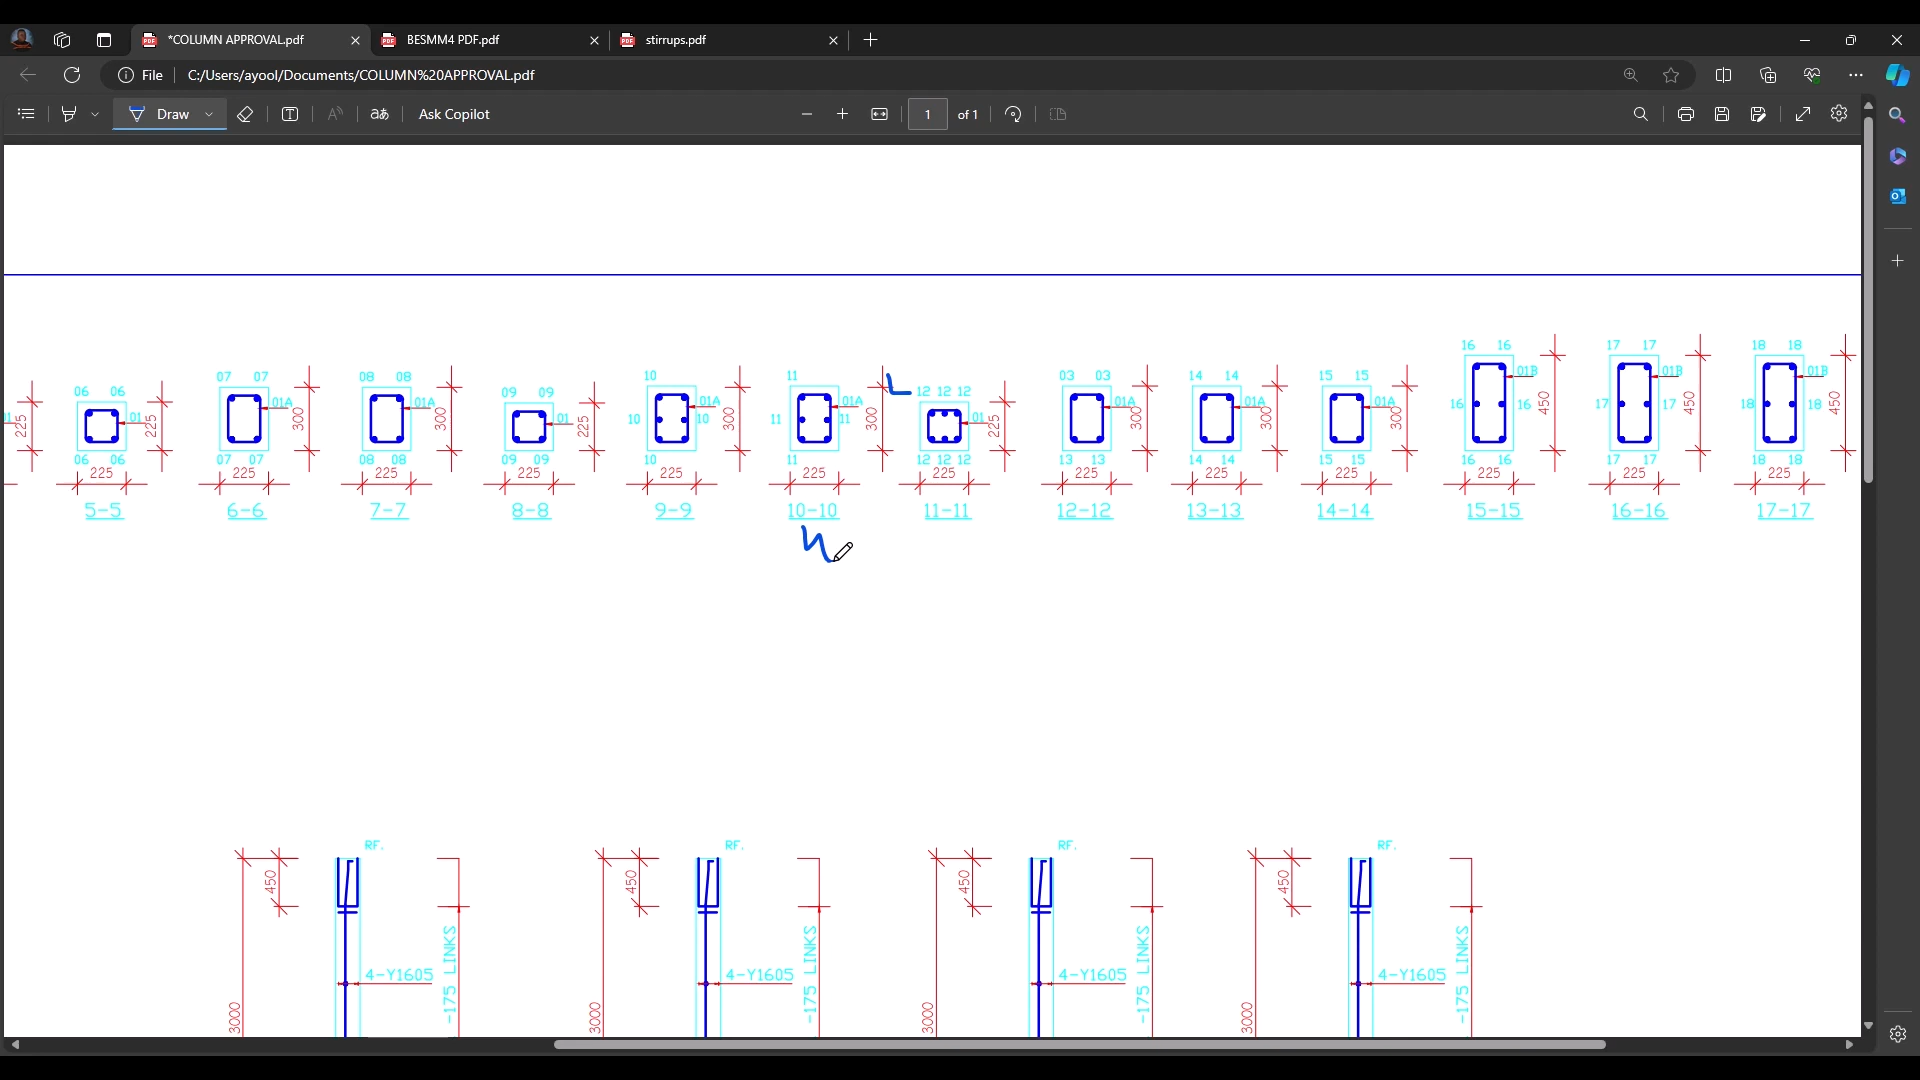 *COLUMN APPROVAL.pdf
BESMM4 PDF.pdf
stirrups.pdf
File
C:/Users/ayool/Documents/COLUMN%20APPROVAL.pdf
Draw
aあ
Ask Copilot
1
of 1
16 16 17 17 18 18
07 07 08 08 10 11 L 03 03 14 14 15 15 01B 01B 01B
06 06 09 09 12 12 12
01A 01A 01A 01A 01A 01A 01A
225 225 300 300 01 225 10 10 300 11 11 300 01 225 300 300 300 16 16 450 17 17 450 18 18 450
06 06 07 07 08 08 09 09 10 11 12 12 12 13 13 14 14 15 15 16 16 17 17 18 18
225 225 225 225 225 225 225 225 225 225 225 225 225
5-5 6-6 7-7 8-8 9-9 10-10 11-11 12-12 13-13 14-14 15-15 16-16 17-17
RF. RF. RF. RF.
450 450 450 450
4-Y1605 4-Y1605 4-Y1605 4-Y1605
-175 LINKS -175 LINKS -175 LINKS -175 LINKS
3000 3000 3000 3000